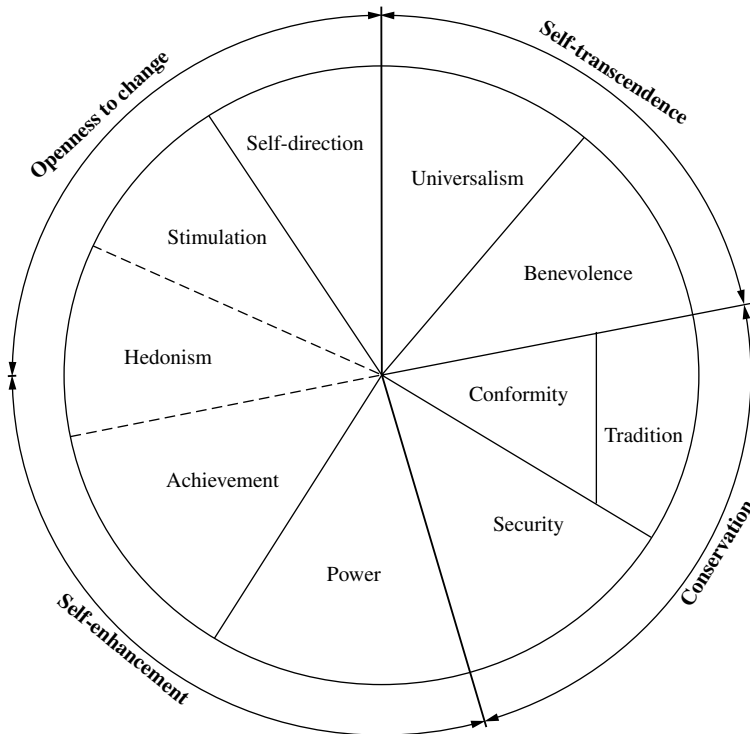 Openness to change
Self-transcendence
Self-direction
Universalism
Stimulation
Benevolence
Hedonism
Conformity
Tradition
Achievement
Security
Power
Self-enhancement
Conservation